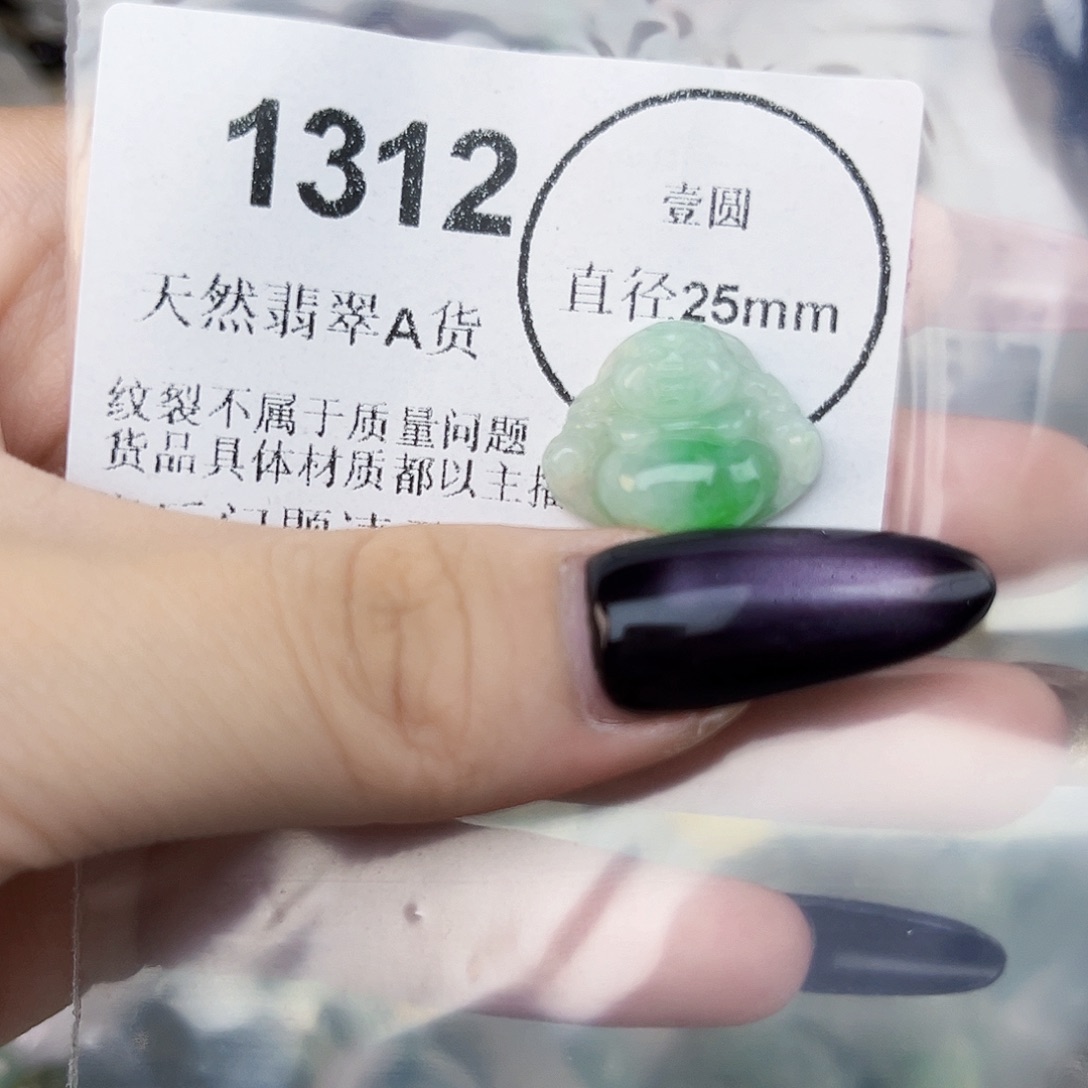 1312
壹圆
直径25mm
天然翡翠A货
纹裂不属于质量问题
货品具体材质都以主播